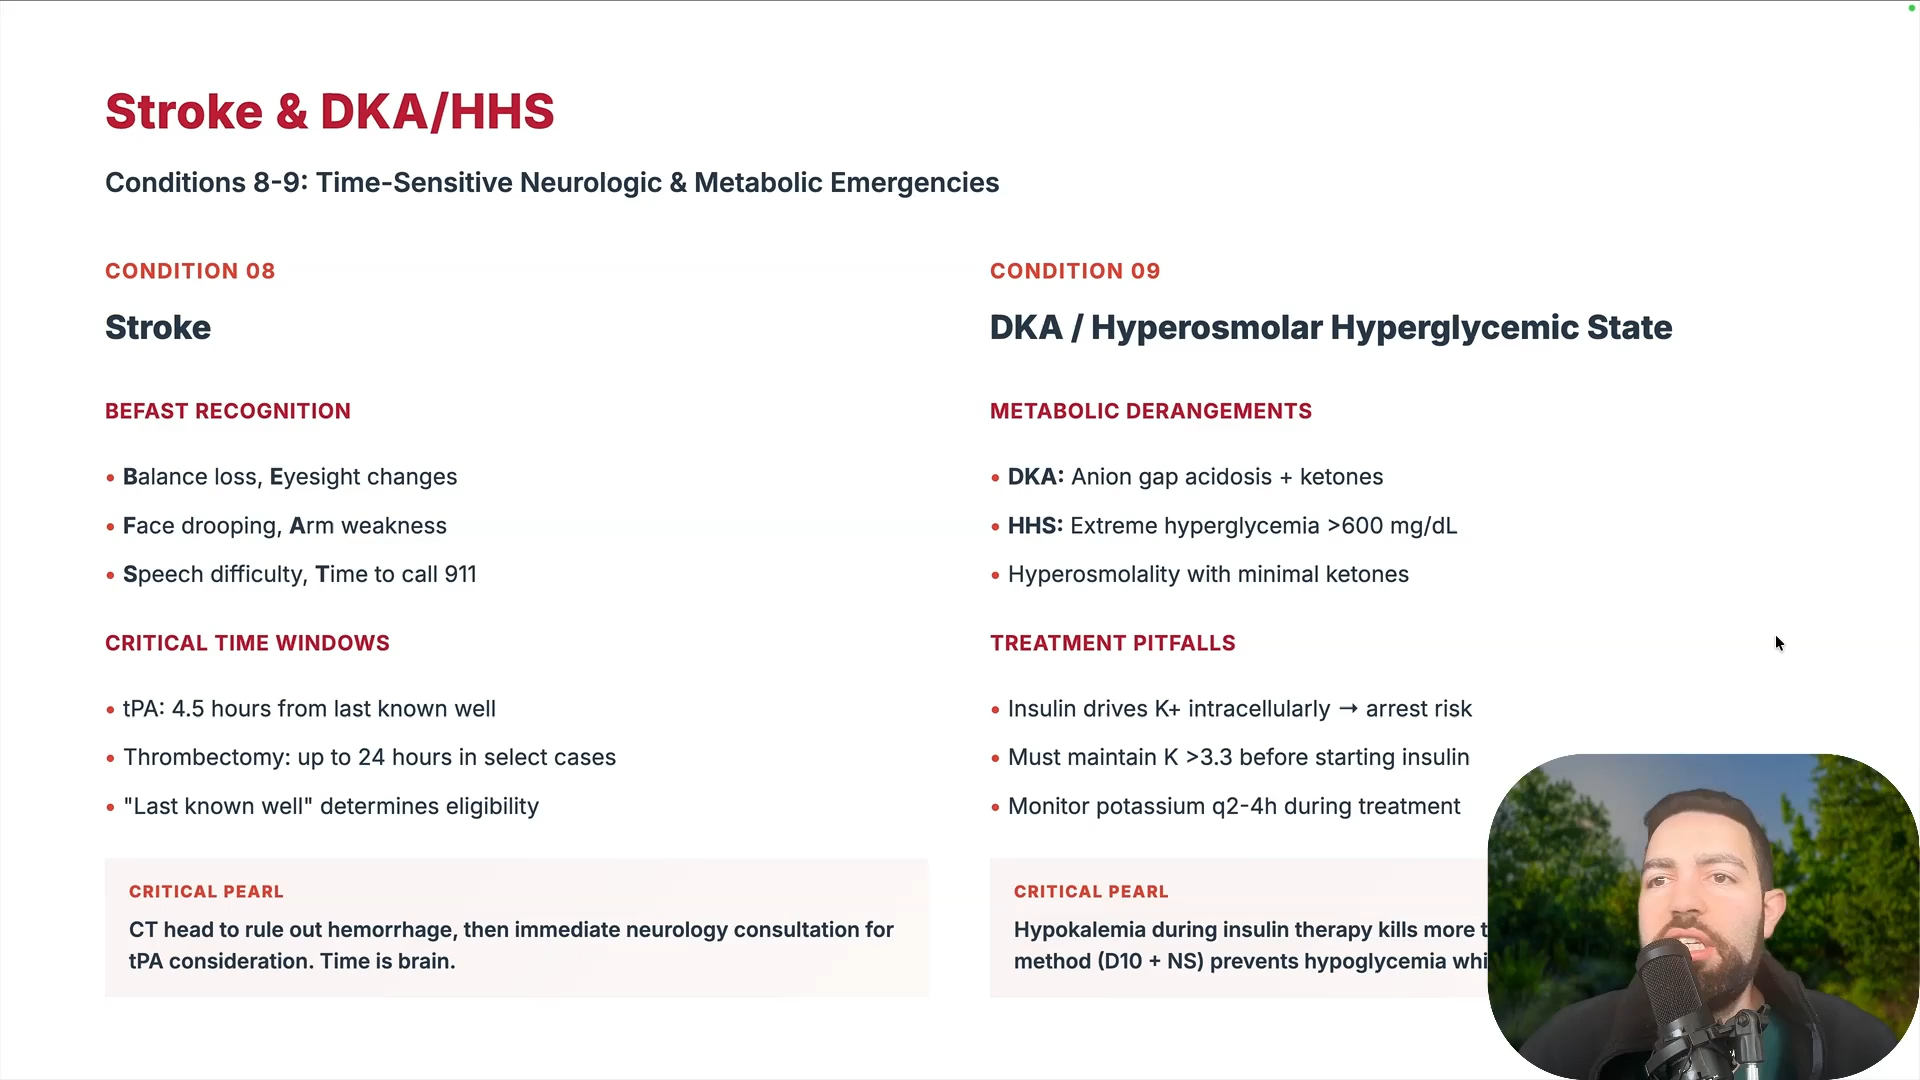 Stroke & DKA/HHS
Conditions 8-9: Time-Sensitive Neurologic & Metabolic Emergencies
CONDITION 08
Stroke
BEFAST RECOGNITION
• Balance loss, Eyesight changes
• Face drooping, Arm weakness
• Speech difficulty, Time to call 911
CRITICAL TIME WINDOWS
• tPA: 4.5 hours from last known well
• Thrombectomy: up to 24 hours in select cases
• "Last known well" determines eligibility
CRITICAL PEARL
CT head to rule out hemorrhage, then immediate neurology consultation for
tPA consideration. Time is brain.
CONDITION 09
DKA / Hyperosmolar Hyperglycemic State
METABOLIC DERANGEMENTS
• DKA: Anion gap acidosis + ketones
• HHS: Extreme hyperglycemia >600 mg/dL
• Hyperosmolality with minimal ketones
TREATMENT PITFALLS
• Insulin drives K+ intracellularly → arrest risk
• Must maintain K >3.3 before starting insulin
• Monitor potassium q2-4h during treatment
CRITICAL PEARL
Hypokalemia during insulin therapy kills more
method (D10 + NS) prevents hypoglycemia